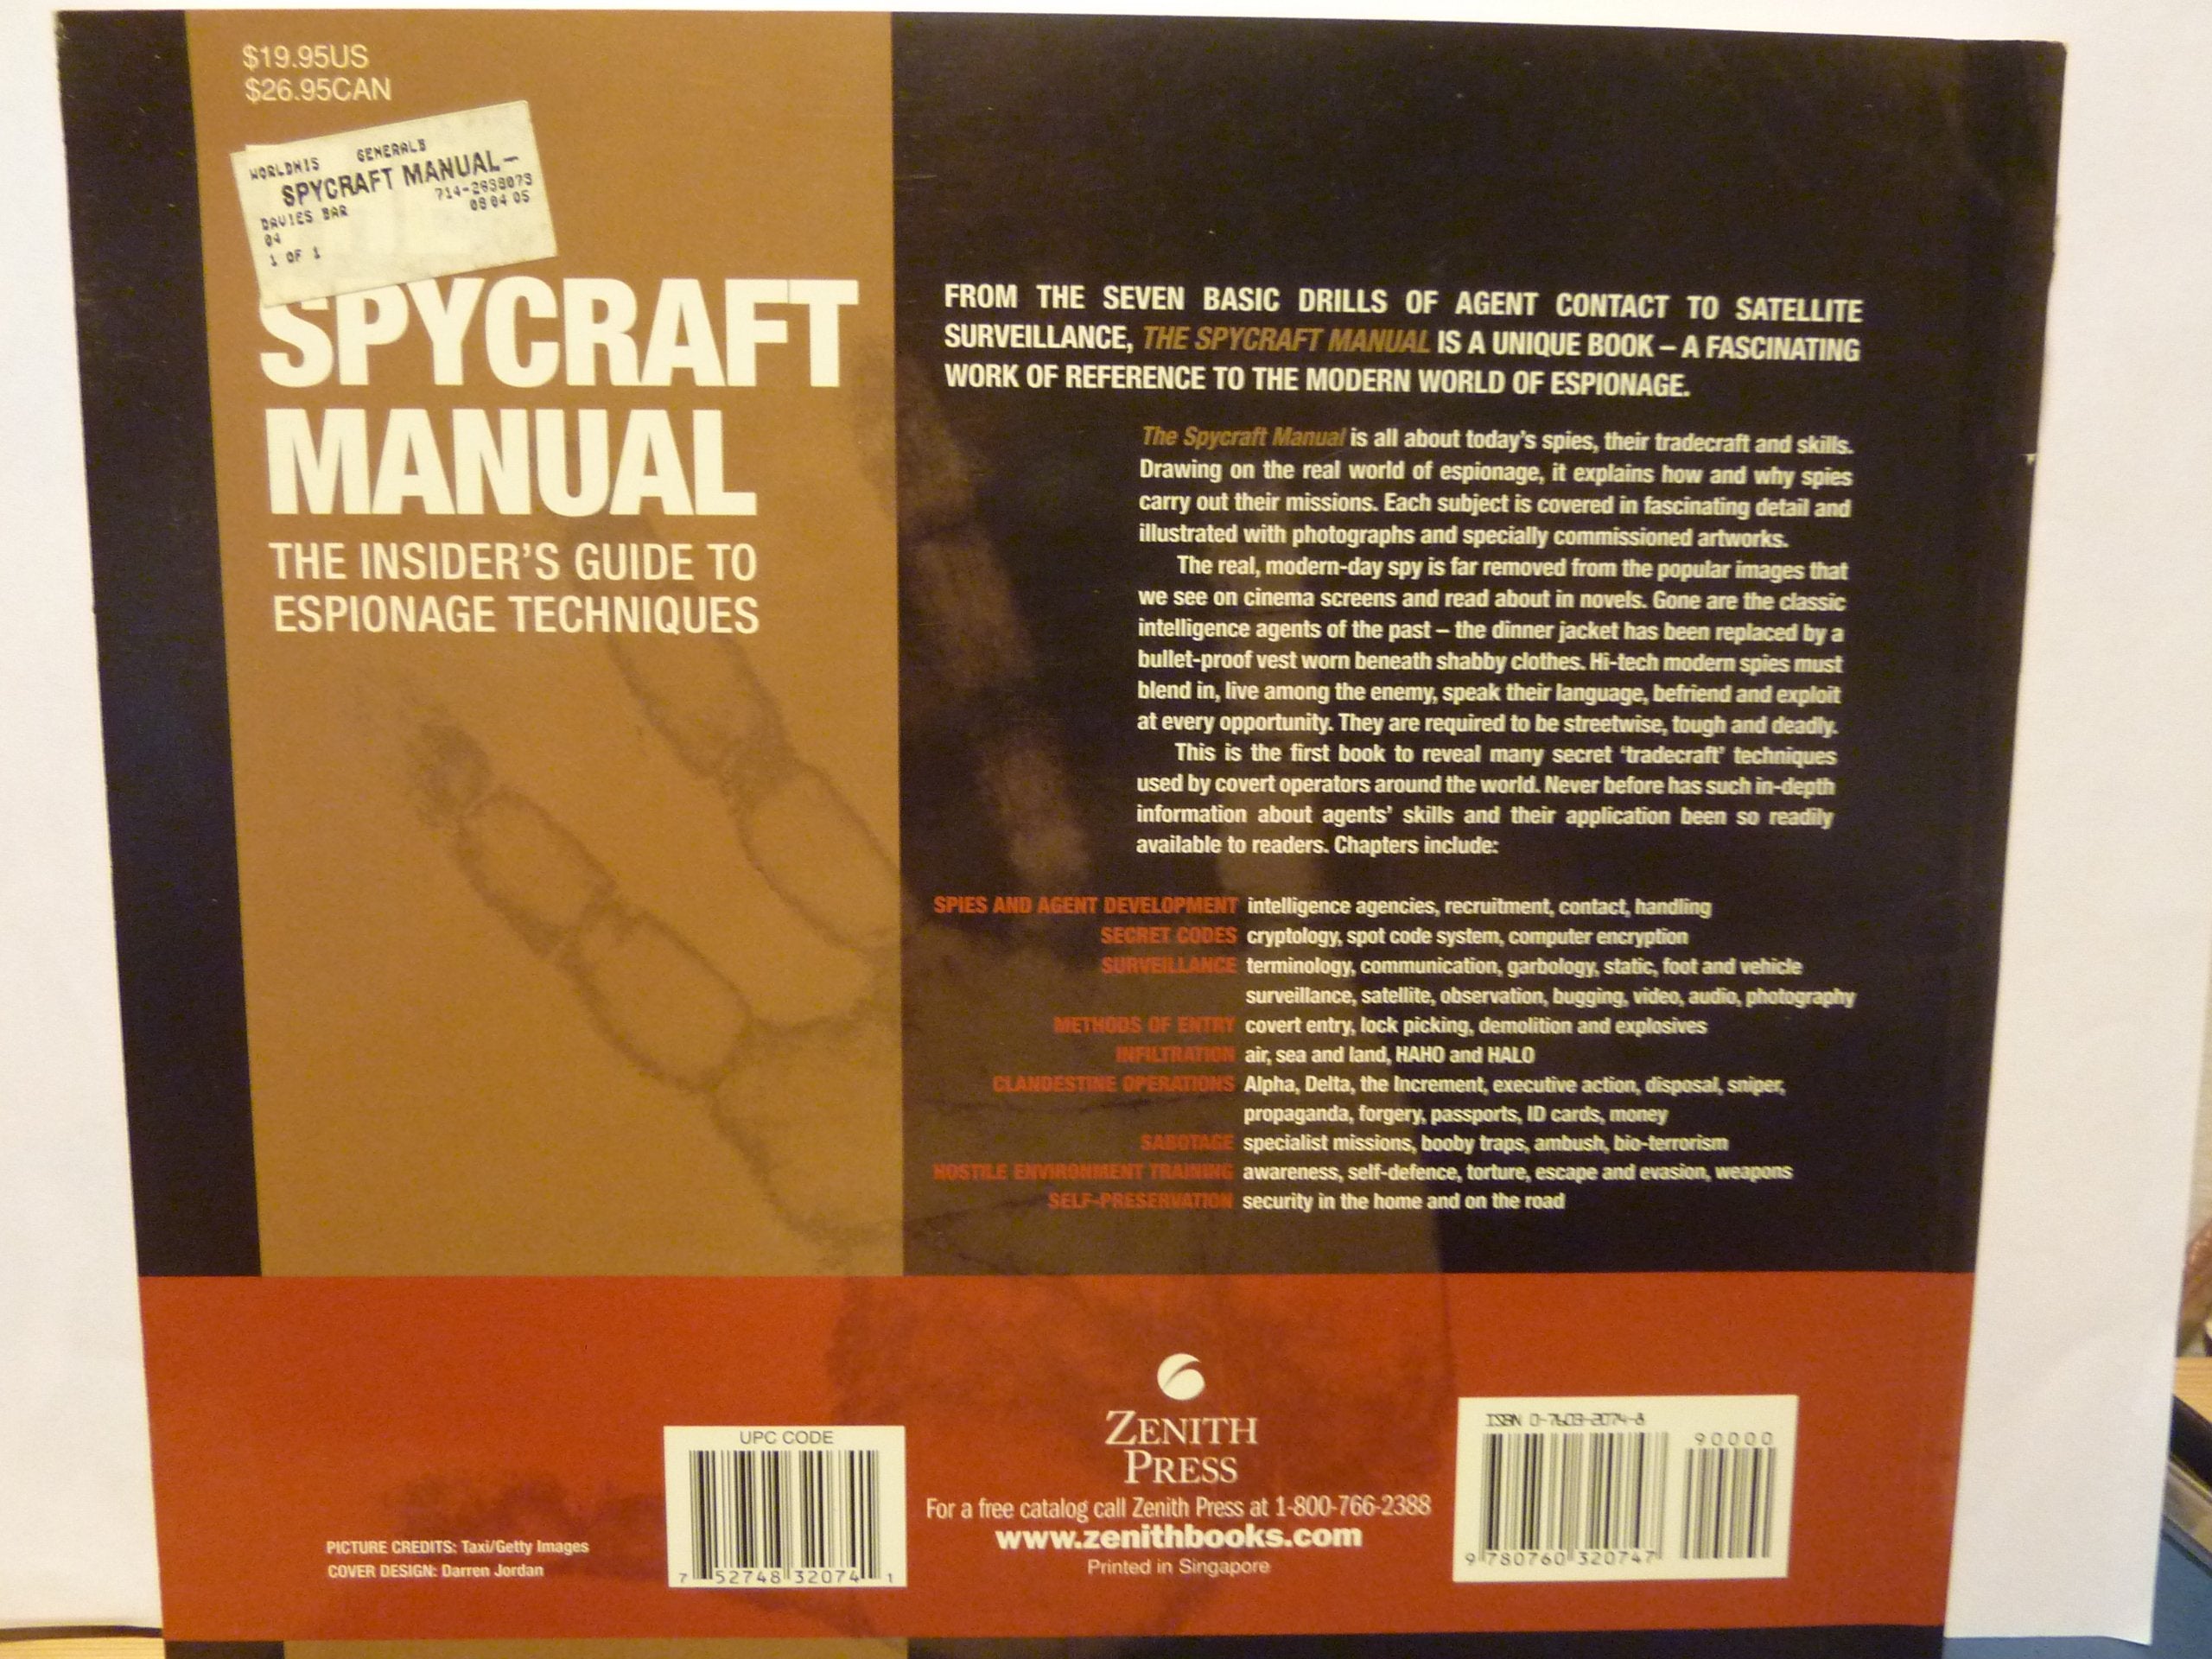 $19.95US
$26.95CAN
WORLDHIS GENERALB
SPYCRAFT MANUAL-
DAVIES BAR 714-2638073
04 08 04 05
1 OF 1
SPYCRAFT
MANUAL
THE INSIDER'S GUIDE TO
ESPIONAGE TECHNIQUES
FROM THE SEVEN BASIC DRILLS OF AGENT CONTACT TO SATELLITE
SURVEILLANCE, THE SPYCRAFT MANUAL IS A UNIQUE BOOK – A FASCINATING
WORK OF REFERENCE TO THE MODERN WORLD OF ESPIONAGE.
The Spycraft Manual is all about today's spies, their tradecraft and skills.
Drawing on the real world of espionage, it explains how and why spies
carry out their missions. Each subject is covered in fascinating detail and
illustrated with photographs and specially commissioned artworks.
The real, modern-day spy is far removed from the popular images that
we see on cinema screens and read about in novels. Gone are the classic
intelligence agents of the past – the dinner jacket has been replaced by a
bullet-proof vest worn beneath shabby clothes. Hi-tech modern spies must
blend in, live among the enemy, speak their language, befriend and exploit
at every opportunity. They are required to be streetwise, tough and deadly.
This is the first book to reveal many secret 'tradecraft' techniques
used by covert operators around the world. Never before has such in-depth
information about agents' skills and their application been so readily
available to readers. Chapters include:
SPIES AND AGENT DEVELOPMENT intelligence agencies, recruitment, contact, handling
SECRET CODES cryptology, spot code system, computer encryption
SURVEILLANCE terminology, communication, garbology, static, foot and vehicle
surveillance, satellite, observation, bugging, video, audio, photography
METHODS OF ENTRY covert entry, lock picking, demolition and explosives
INFILTRATION air, sea and land, HAHO and HALO
CLANDESTINE OPERATIONS Alpha, Delta, the Increment, executive action, disposal, sniper,
propaganda, forgery, passports, ID cards, money
SABOTAGE specialist missions, booby traps, ambush, bio-terrorism
HOSTILE ENVIRONMENT TRAINING awareness, self-defence, torture, escape and evasion, weapons
SELF-PRESERVATION security in the home and on the road
PICTURE CREDITS: Taxi/Getty Images
COVER DESIGN: Darren Jordan
UPC CODE
7 52748 32074 1
ZENITH
PRESS
For a free catalog call Zenith Press at 1-800-766-2388
www.zenithbooks.com
Printed in Singapore
ISBN 0-7603-2074-8
90000
9 780760 320747